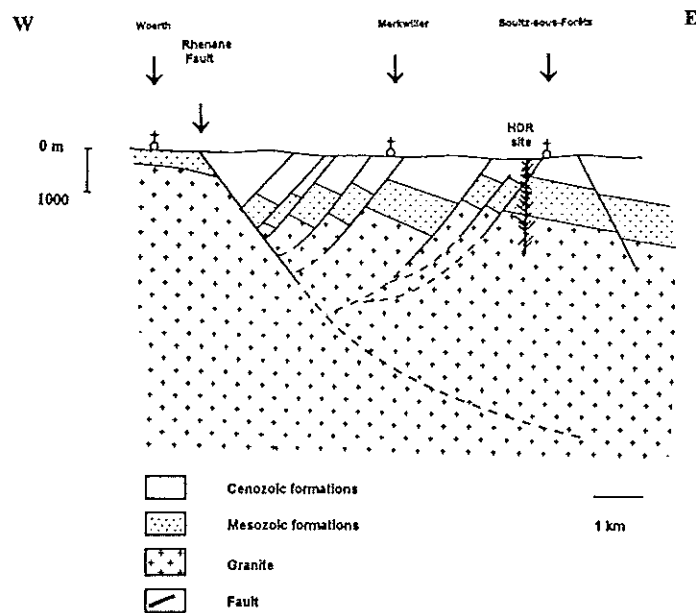 W
E
Woerth
Merkwiller
Soultz-sous-Forêts
Rhenane
Fault
HDR
site
0 m
1000
Cenozoic formations
Mesozoic formations
Granite
Fault
1 km